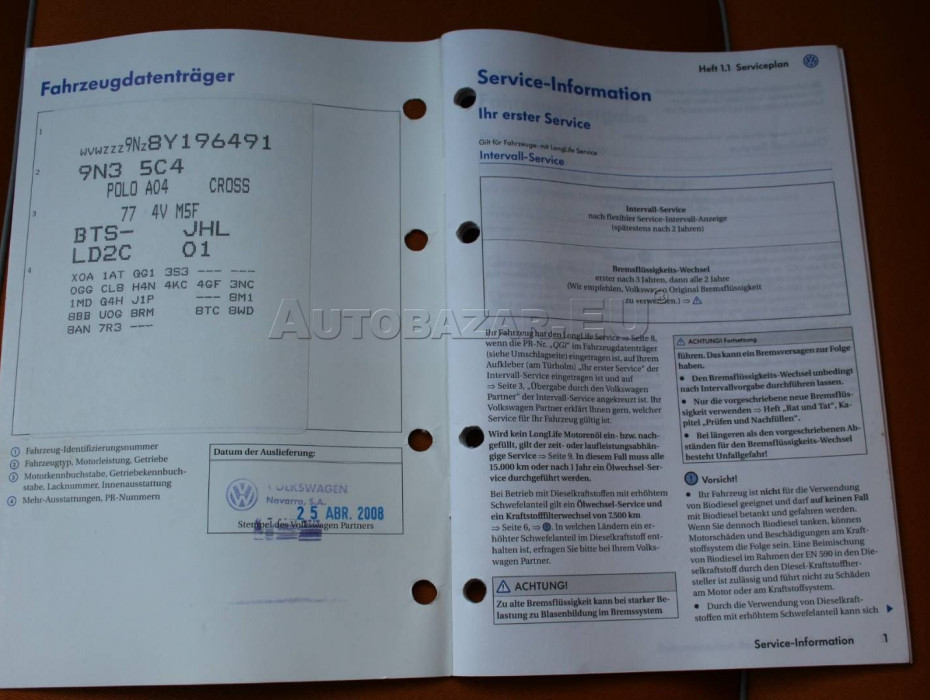 Fahrzeugdatenträger
1
WVWZZZ9NZ8Y196491
2
9N3 5C4
POLO A04 CROSS
3
77 4V M5F
BTS- JHL
LD2C 01
4
X0A 1AT QG1 3S3 --- ---
0GG CL8 H4N 4KC 4GF 3NC
1MD Q4H J1P --- 8M1
8BB U0G 8RM 8TC 8WD
8AN 7R3 ---
① Fahrzeug-Identifizierungsnummer
② Fahrzeugtyp, Motorleistung, Getriebe
③ Motorkennbuchstabe, Getriebekennbuch-
stabe, Lacknummer, Innenausstattung
④ Mehr-Ausstattungen, PR-Nummern
Datum der Auslieferung:
VOLKSWAGEN
Navarra, S.A.
25 ABR. 2008
Stempel des Volkswagen Partners
Heft 1.1 Serviceplan
Service-Information
Ihr erster Service
Gilt für Fahrzeuge: mit LongLife Service
Intervall-Service
Intervall-Service
nach flexibler Service-Intervall-Anzeige
(spätestens nach 2 Jahren)
Bremsflüssigkeits-Wechsel
erster nach 3 Jahren, dann alle 2 Jahre
(Wir empfehlen, Volkswagen Original Bremsflüssigkeit
zu verwenden.) ⇒ ⚠
AUTOBAZAR.EU
Ihr Fahrzeug hat den LongLife Service ⇒ Seite 8,
wenn die PR-Nr. „QG1" im Fahrzeugdatenträger
(siehe Umschlagseite) eingetragen ist, auf Ihrem
Aufkleber (am Türholm) „Ihr erster Service" der
Intervall-Service eingetragen ist und auf
⇒ Seite 3, „Übergabe durch den Volkswagen
Partner" der Intervall-Service angekreuzt ist. Ihr
Volkswagen Partner erklärt Ihnen gern, welcher
Service für Ihr Fahrzeug gültig ist.
Wird kein LongLife Motorenöl ein- bzw. nach-
gefüllt, gilt der zeit- oder laufleistungsabhän-
gige Service ⇒ Seite 9. In diesem Fall muss alle
15.000 km oder nach 1 Jahr ein Ölwechsel-Ser-
vice durchgeführt werden.
Bei Betrieb mit Dieselkraftstoffen mit erhöhtem
Schwefelanteil gilt ein Ölwechsel-Service und
ein Kraftstofffilterwechsel von 7.500 km
⇒ Seite 6, ⇒ . In welchen Ländern ein er-
höhter Schwefelanteil im Dieselkraftstoff ent-
halten ist, erfragen Sie bitte bei Ihrem Volks-
wagen Partner.
⚠ ACHTUNG!
Zu alte Bremsflüssigkeit kann bei starker Be-
lastung zu Blasenbildung im Bremssystem
⚠ ACHTUNG! Fortsetzung
führen. Das kann ein Bremsversagen zur Folge
haben.
• Den Bremsflüssigkeits-Wechsel unbedingt
nach Intervallvorgabe durchführen lassen.
• Nur die vorgeschriebene neue Bremsflüs-
sigkeit verwenden ⇒ Heft „Rat und Tat", Ka-
pitel „Prüfen und Nachfüllen".
• Bei längeren als den vorgeschriebenen Ab-
ständen für den Bremsflüssigkeits-Wechsel
besteht Unfallgefahr!
Vorsicht!
• Ihr Fahrzeug ist nicht für die Verwendung
von Biodiesel geeignet und darf auf keinen Fall
mit Biodiesel betankt und gefahren werden.
Wenn Sie dennoch Biodiesel tanken, können
Motorschäden und Beschädigungen am Kraft-
stoffsystem die Folge sein. Eine Beimischung
von Biodiesel im Rahmen der EN 590 in den Die-
selkraftstoff durch den Diesel-Kraftstoffher-
steller ist zulässig und führt nicht zu Schäden
am Motor oder am Kraftstoffsystem.
• Durch die Verwendung von Dieselkraft-
stoffen mit erhöhtem Schwefelanteil kann sich ▶
Service-Information 1